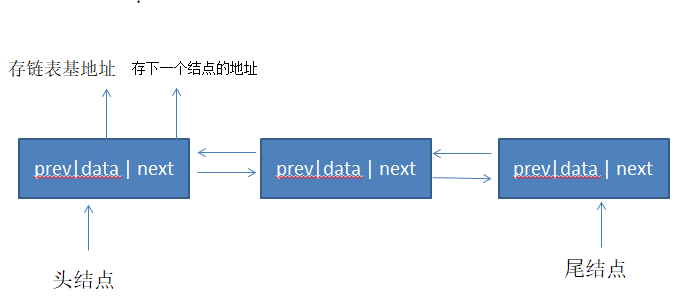 存链表基地址 存下一个结点的地址
prev|data | next prev|data | next prev|data | next
头结点 尾结点